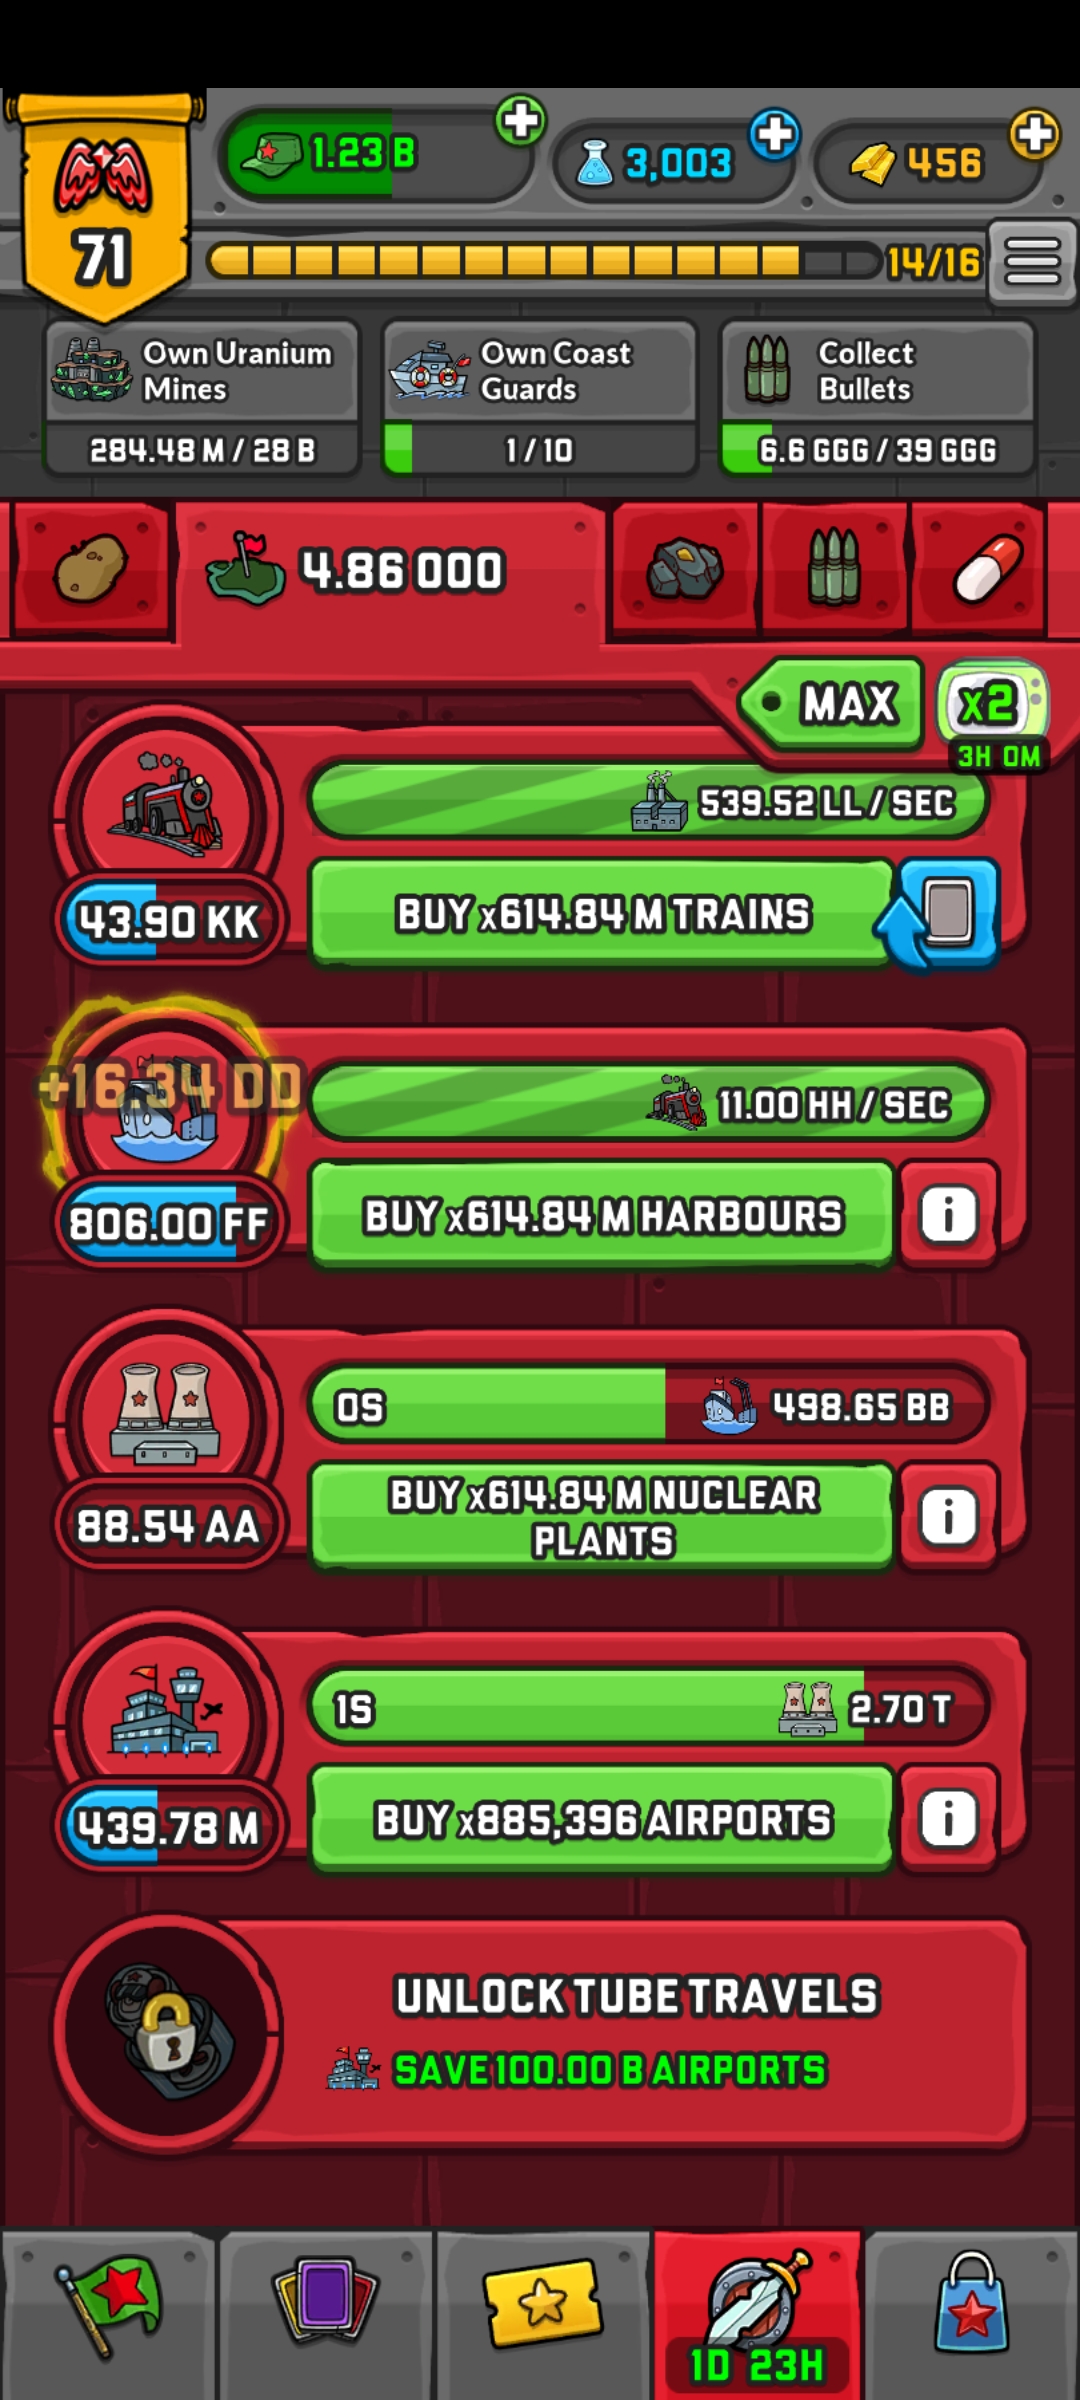 71
1.23 B
3,003
456
14/16
Own Uranium
Mines
284.48 M / 28 B
Own Coast
Guards
1 / 10
Collect
Bullets
6.6 GGG / 39 GGG
4.86 000
MAX
x2
3H 0M
539.52 LL / SEC
43.90 KK
BUY x614.84 M TRAINS
+16.34 DD
11.00 HH / SEC
806.00 FF
BUY x614.84 M HARBOURS
i
0S
498.65 BB
88.54 AA
BUY x614.84 M NUCLEAR
PLANTS
i
1S
2.70 T
439.78 M
BUY x885,396 AIRPORTS
i
UNLOCK TUBE TRAVELS
SAVE 100.00 B AIRPORTS
1D 23H